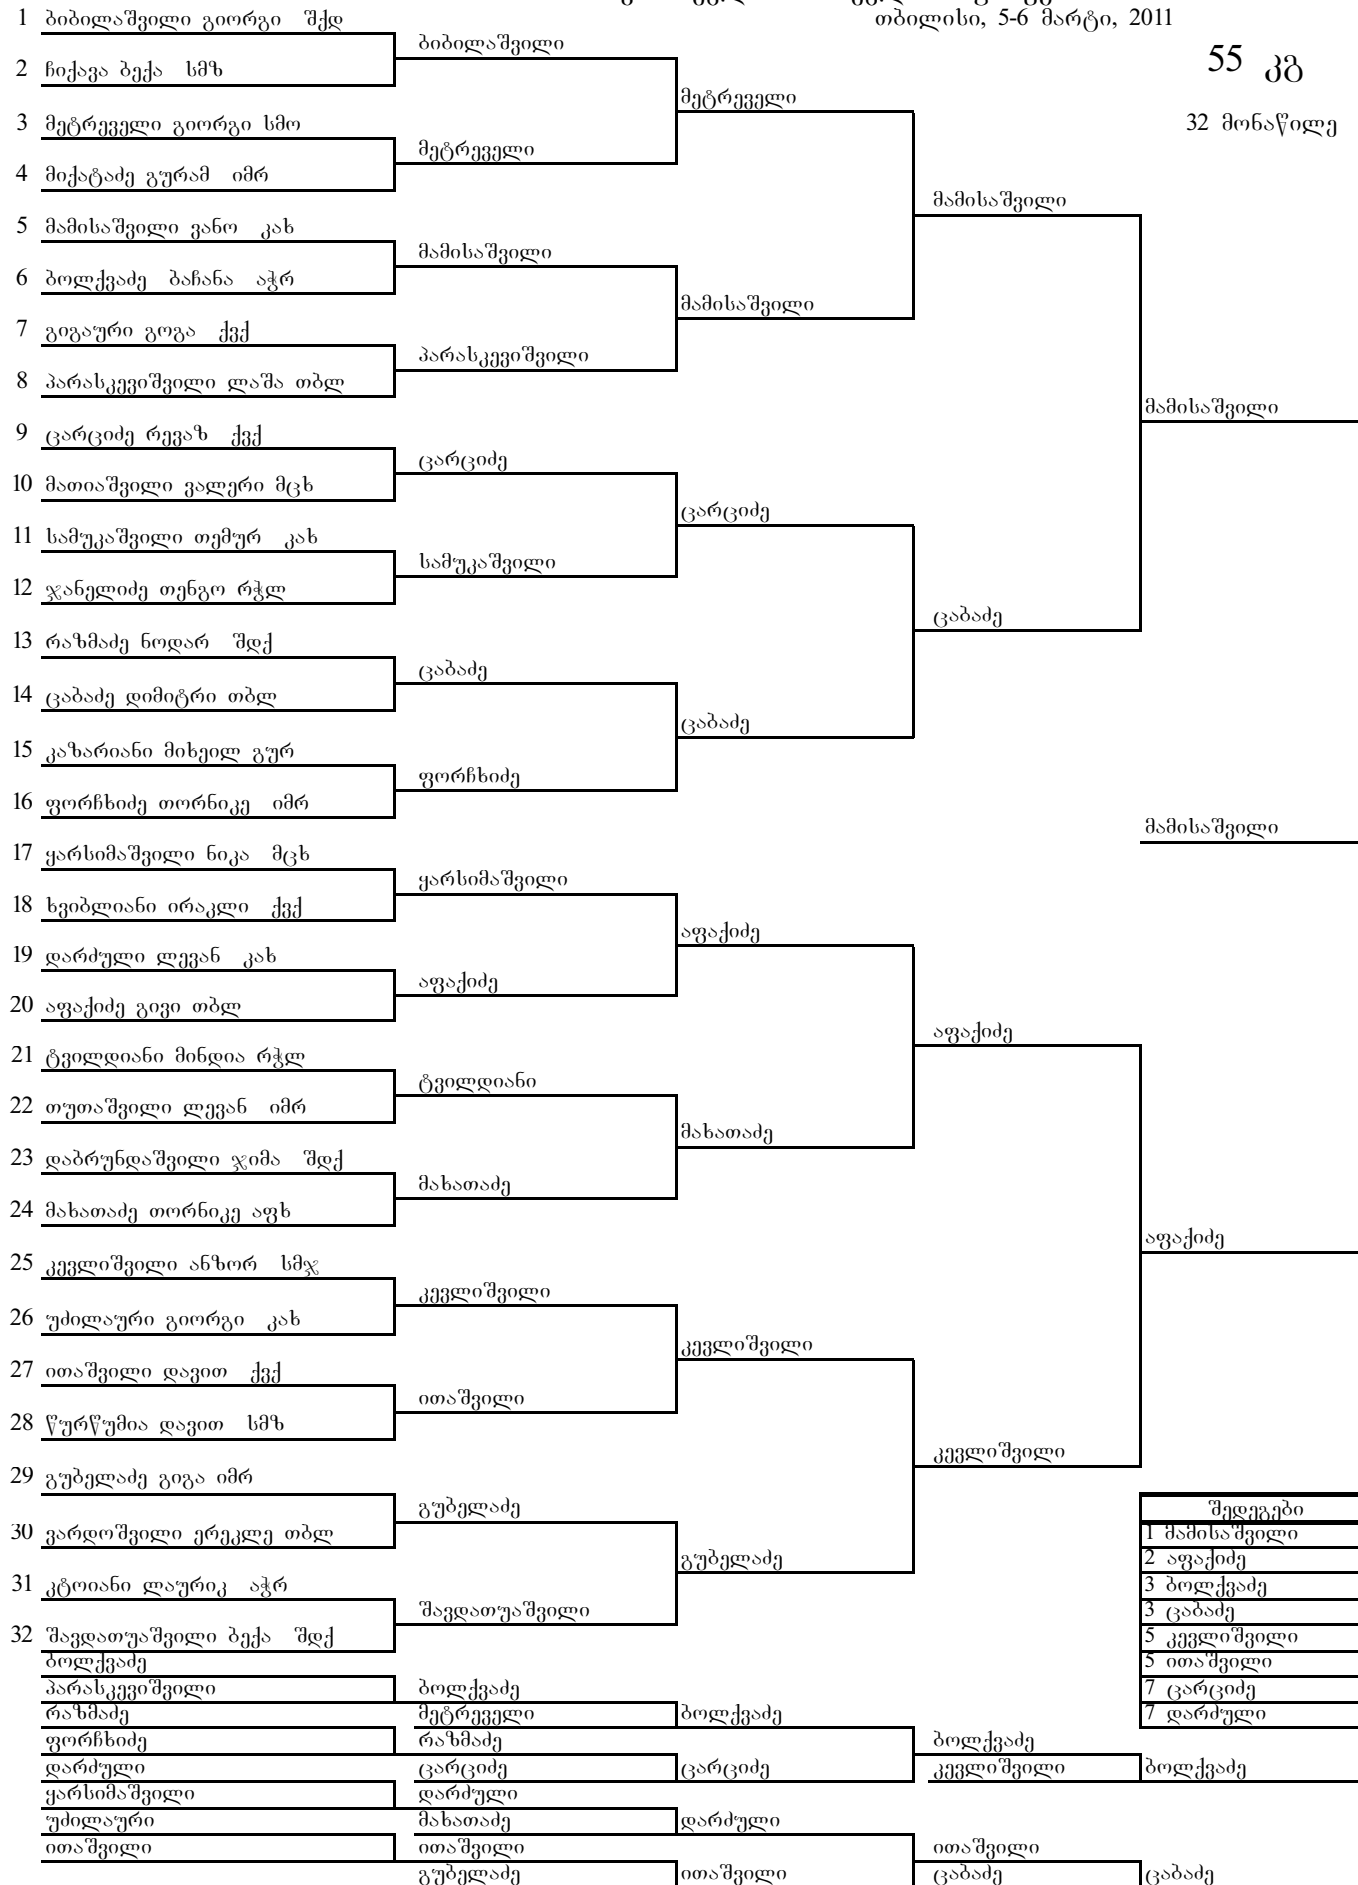 თბილისი, 5-6 მარტი, 2011
55 კგ
32 მონაწილე
1 ბიბილაშვილი გიორგი შქდ
2 ჩიქავა ბექა სმზ
3 მეტრეველი გიორგი სმო
4 მიქატაძე გურამ იმრ
5 მამისაშვილი ვანო კახ
6 ბოლქვაძე ბაჩანა აჭრ
7 გიგაური გოგა ქვქ
8 პარასკევიშვილი ლაშა თბლ
9 ცარციძე რევაზ ქვქ
10 მათიაშვილი ვალერი მცხ
11 სამუკაშვილი თემურ კახ
12 ჯანელიძე თენგო რჭლ
13 რაზმაძე ნოდარ შდქ
14 ცაბაძე დიმიტრი თბლ
15 კაზარიანი მიხეილ გურ
16 ფორჩხიძე თორნიკე იმრ
17 ყარსიმაშვილი ნიკა მცხ
18 ხვიბლიანი ირაკლი ქვქ
19 დარძული ლევან კახ
20 აფაქიძე გივი თბლ
21 ტვილდიანი მინდია რჭლ
22 თუთაშვილი ლევან იმრ
23 დაბრუნდაშვილი ჯიმა შდქ
24 მახათაძე თორნიკე აფხ
25 კევლიშვილი ანზორ სმჯ
26 უძილაური გიორგი კახ
27 ითაშვილი დავით ქვქ
28 წურწუმია დავით სმზ
29 გუბელაძე გიგა იმრ
30 ვარდოშვილი ერეკლე თბლ
31 კტოიანი ლაურიკ აჭრ
32 შავდათუაშვილი ბექა შდქ
ბიბილაშვილი
მეტრეველი
მამისაშვილი
პარასკევიშვილი
ცარციძე
სამუკაშვილი
ცაბაძე
ფორჩხიძე
ყარსიმაშვილი
აფაქიძე
ტვილდიანი
მახათაძე
კევლიშვილი
ითაშვილი
გუბელაძე
შავდათუაშვილი
მეტრეველი
მამისაშვილი
ცარციძე
ცაბაძე
აფაქიძე
მახათაძე
კევლიშვილი
გუბელაძე
მამისაშვილი
ცაბაძე
აფაქიძე
კევლიშვილი
მამისაშვილი
მამისაშვილი
აფაქიძე
შედეგები
1 მამისაშვილი
2 აფაქიძე
3 ბოლქვაძე
3 ცაბაძე
5 კევლიშვილი
5 ითაშვილი
7 ცარციძე
7 დარძული
ბოლქვაძე
პარასკევიშვილი
რაზმაძე
ფორჩხიძე
დარძული
ყარსიმაშვილი
უძილაური
ითაშვილი
ბოლქვაძე
მეტრეველი
რაზმაძე
ცარციძე
დარძული
მახათაძე
ითაშვილი
გუბელაძე
ბოლქვაძე
ცარციძე
დარძული
ითაშვილი
ბოლქვაძე
კევლიშვილი
ითაშვილი
ცაბაძე
ბოლქვაძე
ცაბაძე